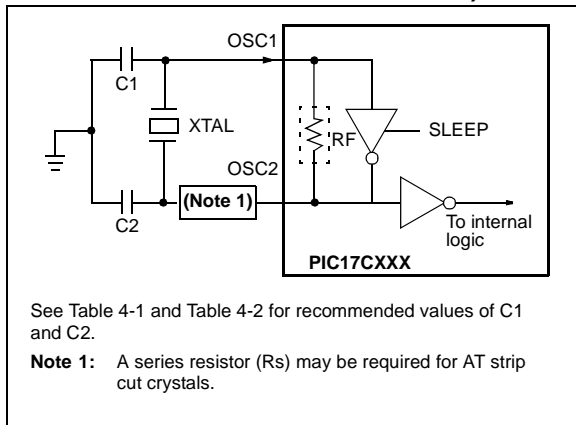 OSC1
C1
XTAL
SLEEP
RF
OSC2
(Note 1)
C2
To internal
logic
PIC17CXXX
See Table 4-1 and Table 4-2 for recommended values of C1
and C2.
Note 1: A series resistor (Rs) may be required for AT strip
cut crystals.